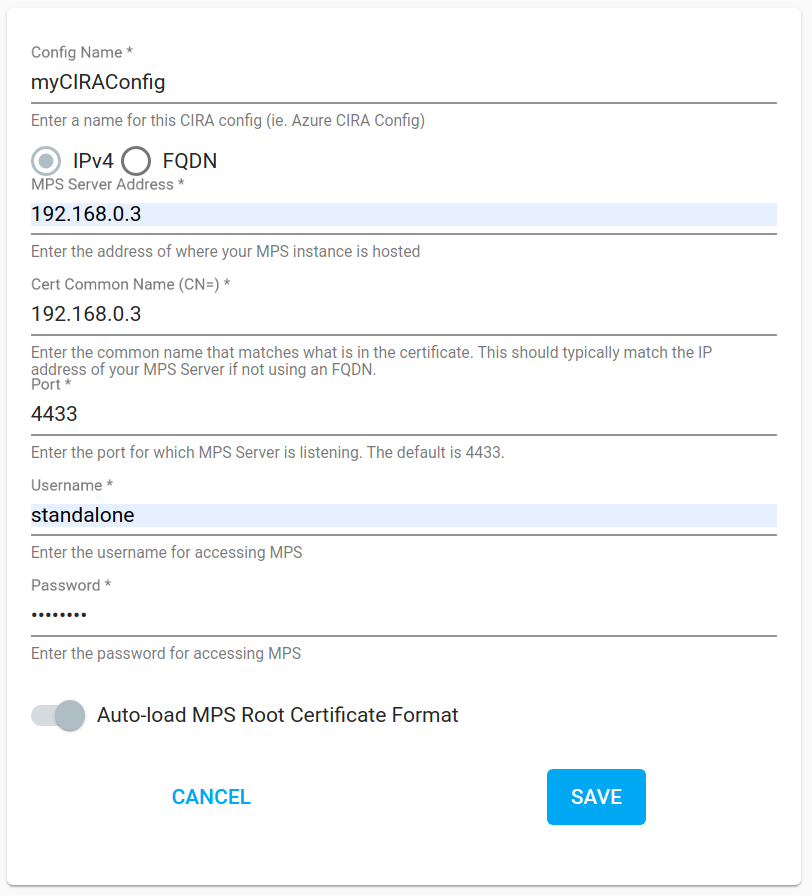 Config Name *
myCIRAConfig
Enter a name for this CIRA config (ie. Azure CIRA Config)
IPv4 FQDN
MPS Server Address *
192.168.0.3
Enter the address of where your MPS instance is hosted
Cert Common Name (CN=) *
192.168.0.3
Enter the common name that matches what is in the certificate. This should typically match the IP
address of your MPS Server if not using an FQDN.
Port *
4433
Enter the port for which MPS Server is listening. The default is 4433.
Username *
standalone
Enter the username for accessing MPS
Password *
••••••••
Enter the password for accessing MPS
Auto-load MPS Root Certificate Format
CANCEL SAVE